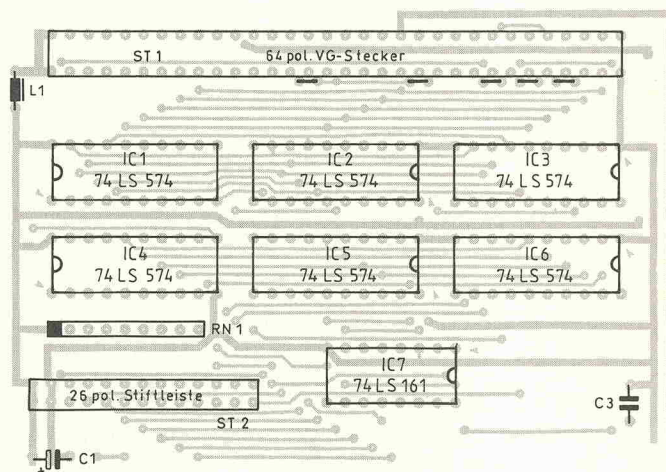 ST 1 64 pol. VG-Stecker
L1
IC1
74 LS 574
IC2
74 LS 574
IC3
74 LS 574
IC4
74 LS 574
IC5
74 LS 574
IC6
74 LS 574
RN 1
IC7
74 LS 161
26 pol. Stiftleiste
ST 2
C3
C1
+